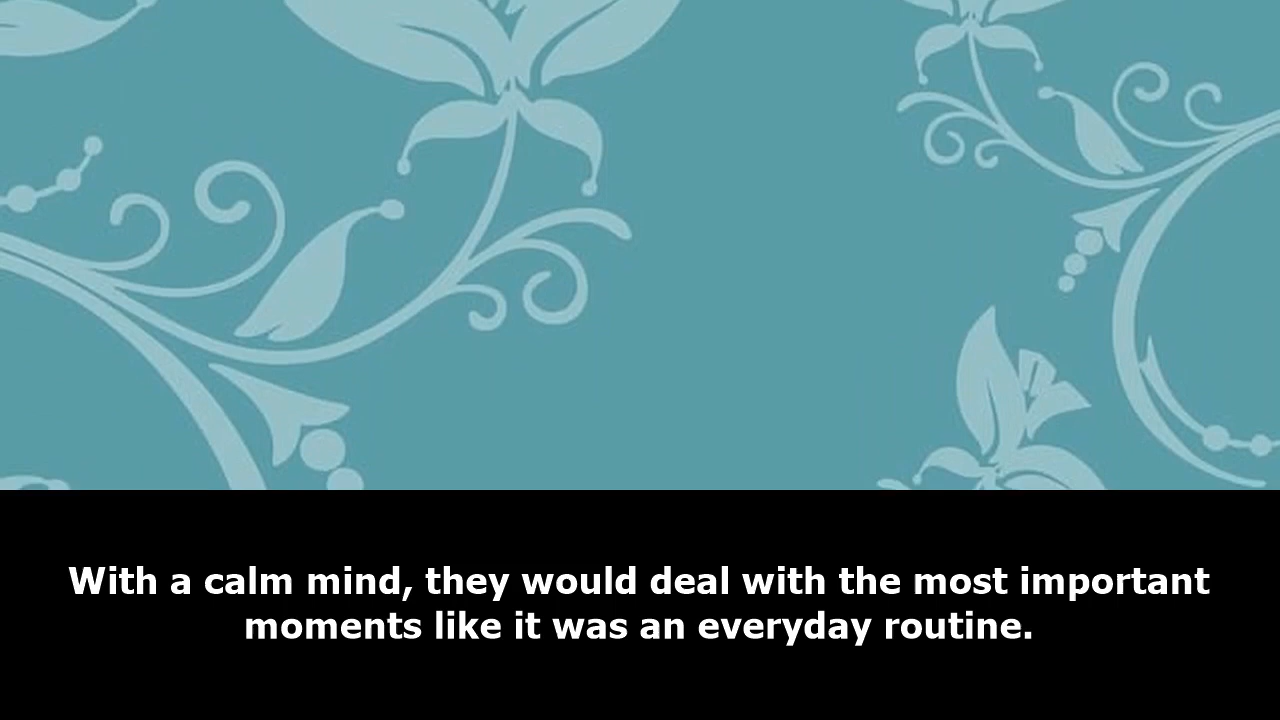 With a calm mind, they would deal with the most important
moments like it was an everyday routine.